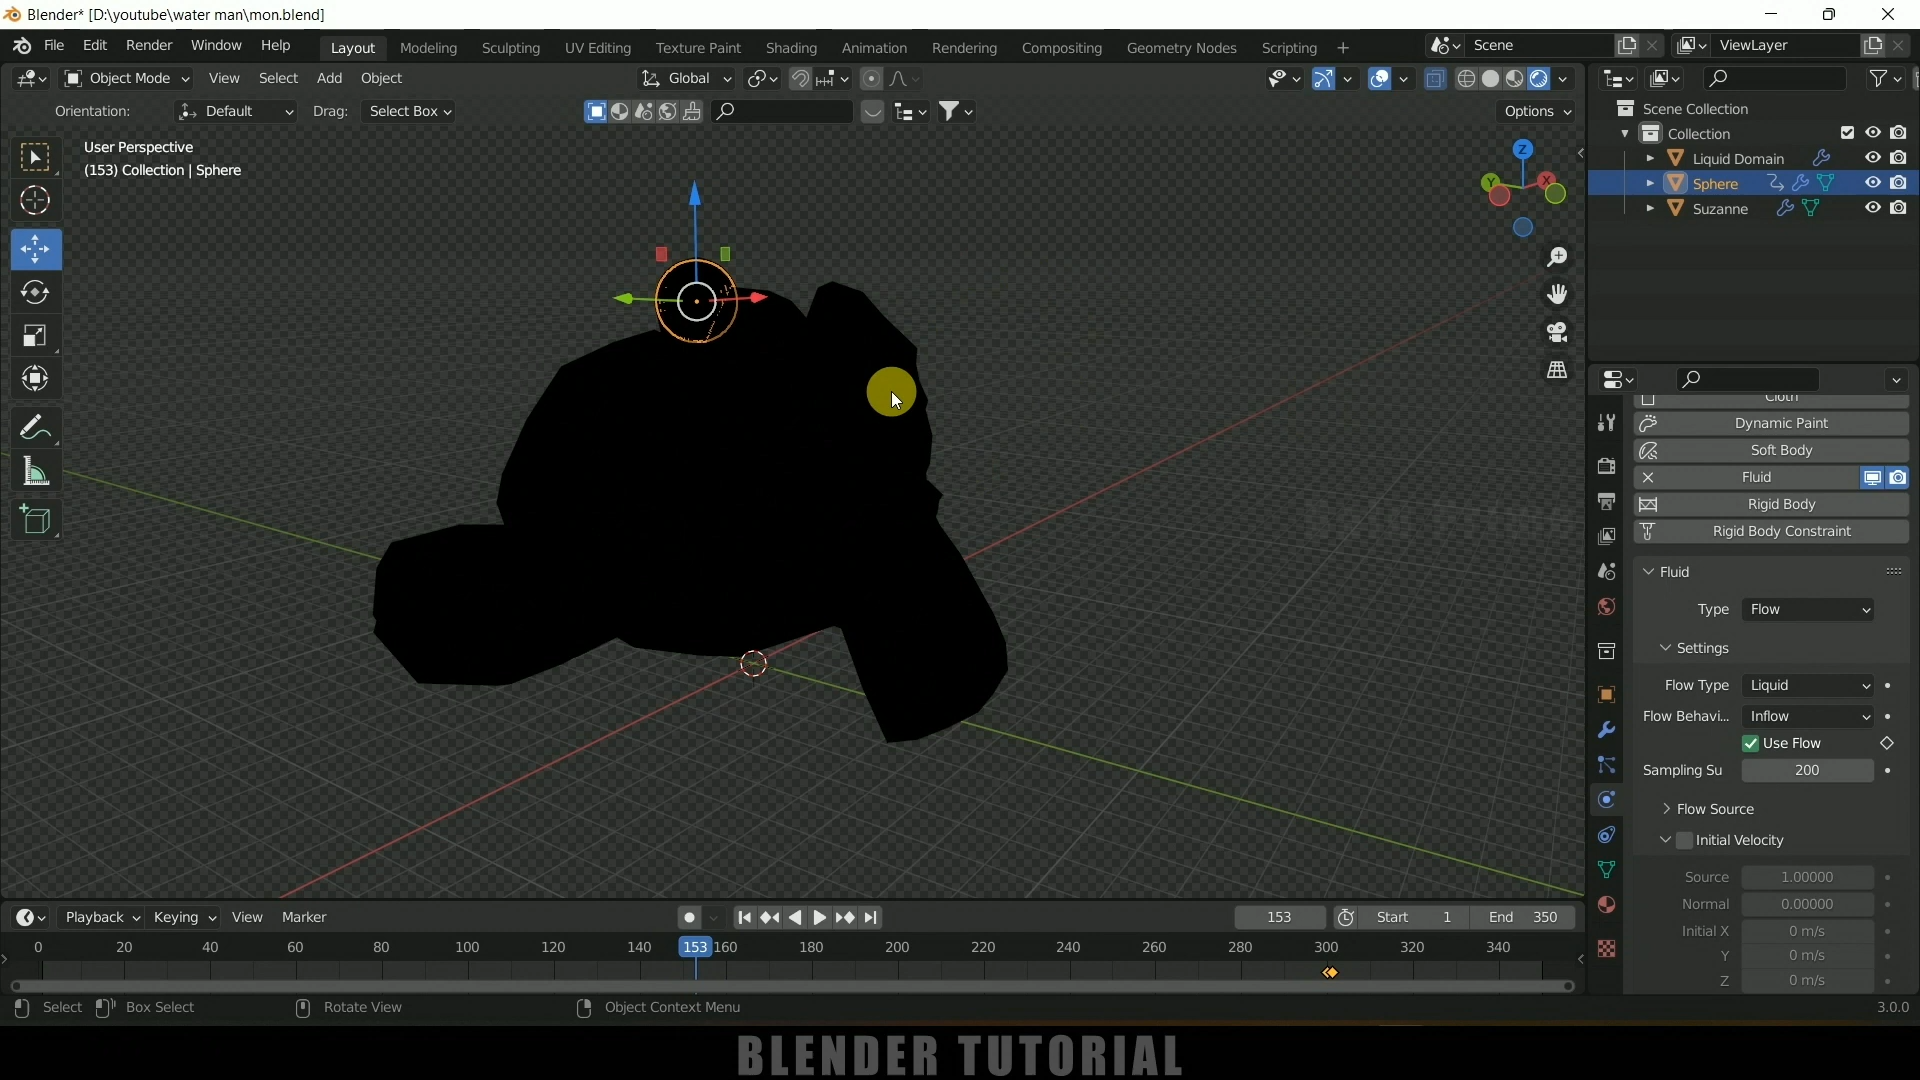 Blender* [D:\youtube\water man\mon.blend]
File Edit Render Window Help Layout Modeling Sculpting UV Editing Texture Paint Shading Animation Rendering Compositing Geometry Nodes Scripting + Scene ViewLayer
Object Mode View Select Add Object Global
Orientation: Default Drag: Select Box Options
User Perspective
(153) Collection | Sphere
Z
Y X
Scene Collection
Collection
Liquid Domain
Sphere
Suzanne
Cloth
Dynamic Paint
Soft Body
Fluid
Rigid Body
Rigid Body Constraint
Fluid
Type Flow
Settings
Flow Type Liquid
Flow Behavi... Inflow
Use Flow
Sampling Su 200
Flow Source
Initial Velocity
Source 1.00000
Normal 0.00000
Initial X 0 m/s
Y 0 m/s
Z 0 m/s
Playback Keying View Marker 153 Start 1 End 350
0 20 40 60 80 100 120 140 153 160 180 200 220 240 260 280 300 320 340
Select Box Select Rotate View Object Context Menu 3.0.0
BLENDER TUTORIAL